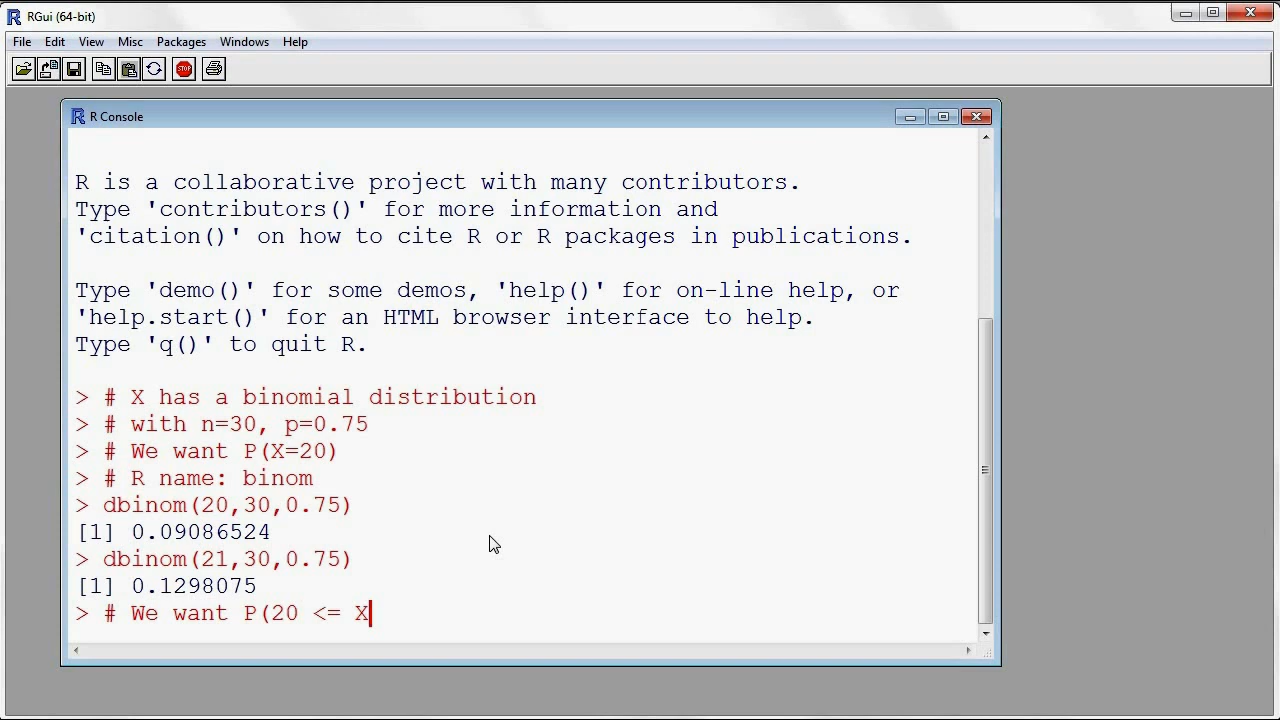 RGui (64-bit)
File Edit View Misc Packages Windows Help
STOP
R Console
R is a collaborative project with many contributors.
Type 'contributors()' for more information and
'citation()' on how to cite R or R packages in publications.
Type 'demo()' for some demos, 'help()' for on-line help, or
'help.start()' for an HTML browser interface to help.
Type 'q()' to quit R.
> # X has a binomial distribution
> # with n=30, p=0.75
> # We want P(X=20)
> # R name: binom
> dbinom(20,30,0.75)
[1] 0.09086524
> dbinom(21,30,0.75)
[1] 0.1298075
> # We want P(20 <= X